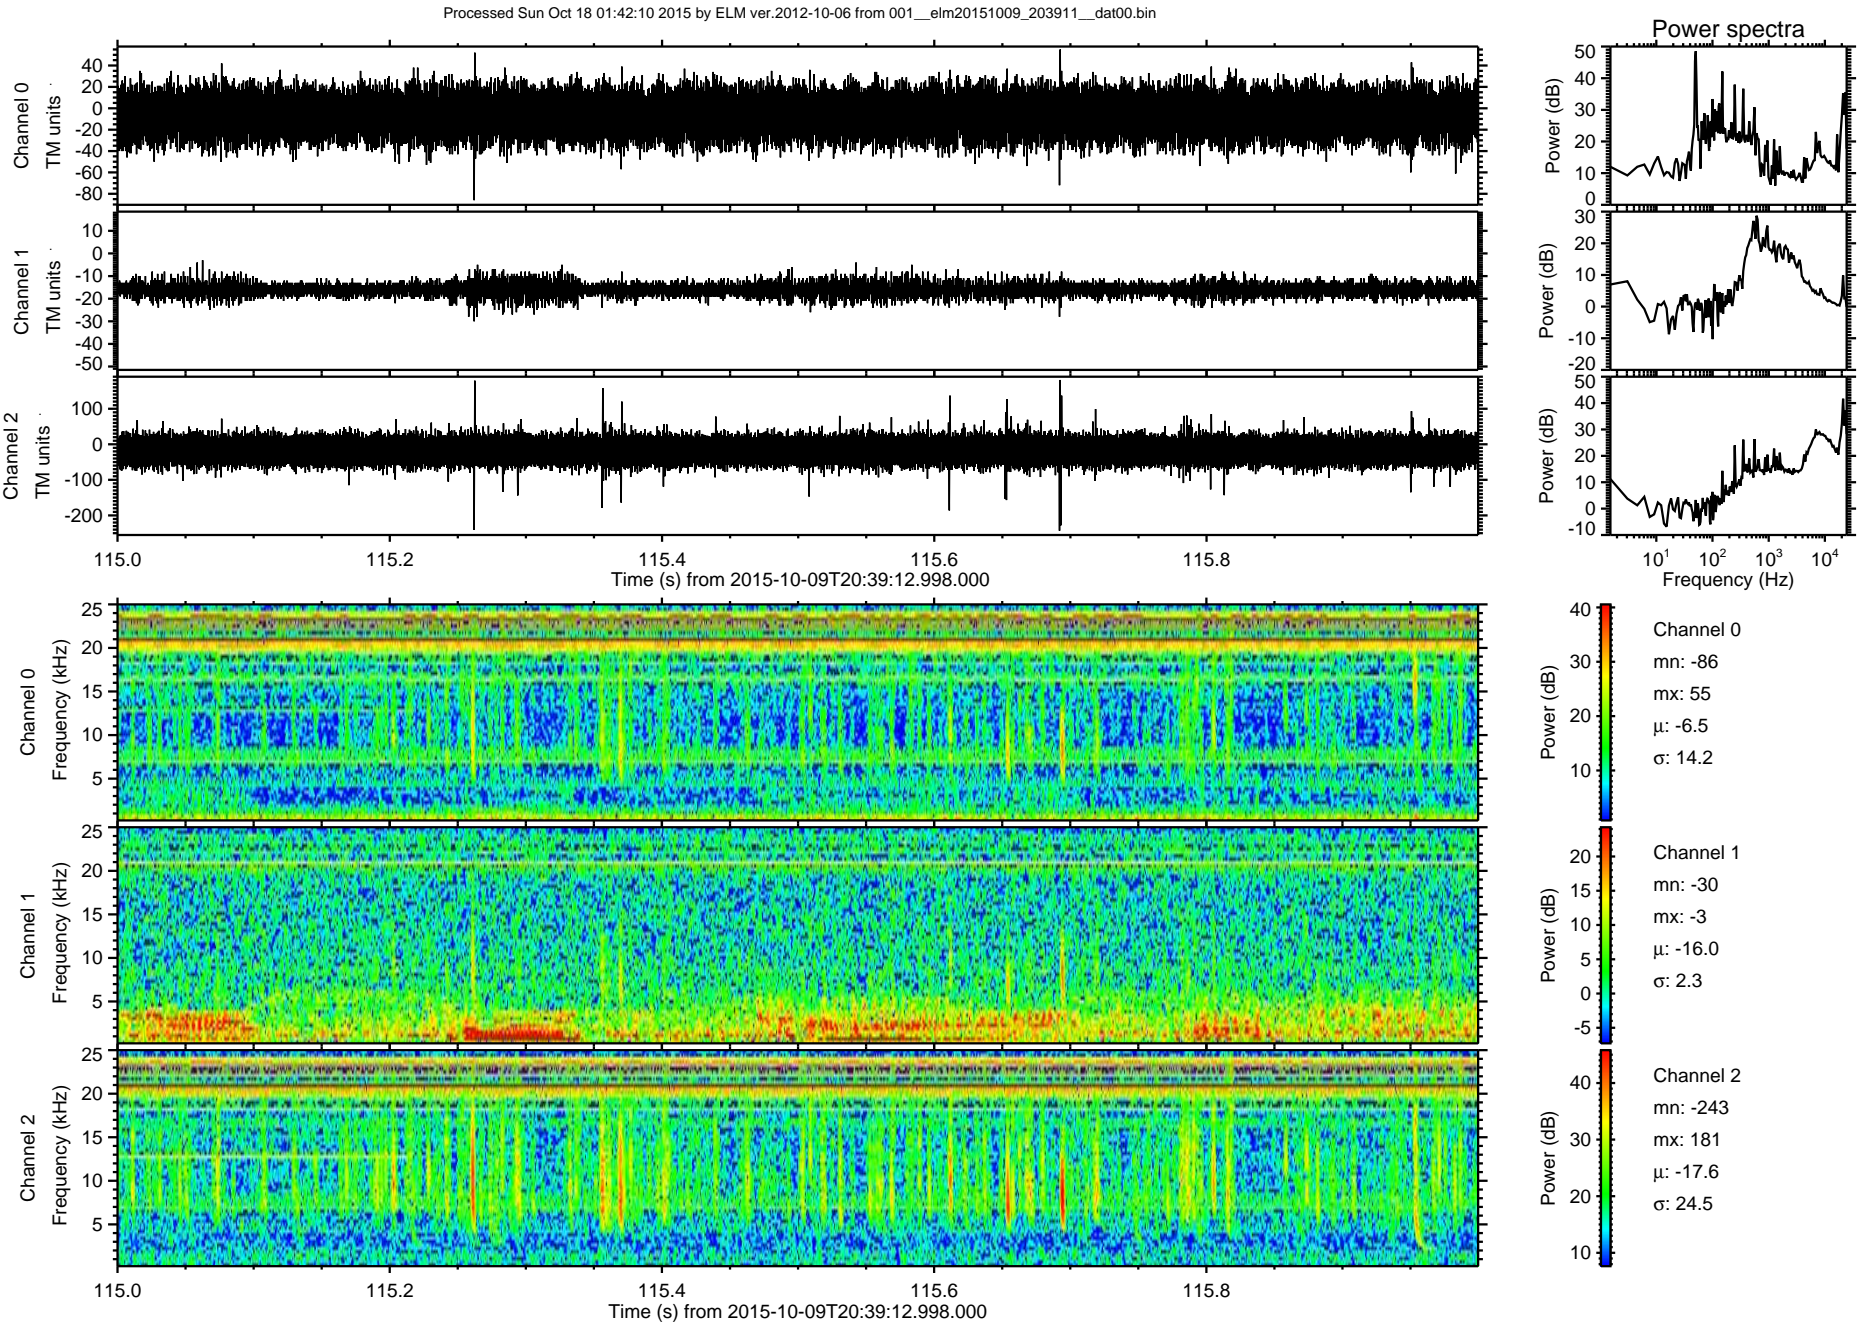 Processed Sun Oct 18 01:42:10 2015 by ELM ver.2012-10-06 from 001__elm20151009_203911__dat00.bin
Power spectra
Channel 0
TM units
40
20
0
-20
-40
-60
-80
Power (dB)
50
40
30
20
10
0
Channel 1
TM units
10
0
-10
-20
-30
-40
-50
Power (dB)
30
20
10
0
-10
-20
Channel 2
TM units
100
0
-100
-200
Power (dB)
50
40
30
20
10
0
-10
115.0 115.2 115.4 115.6 115.8
Time (s) from 2015-10-09T20:39:12.998.000
10¹ 10² 10³ 10⁴
Frequency (Hz)
Channel 0
Frequency (kHz)
25
20
15
10
5
Power (dB)
40
30
20
10
Channel 0
mn: -86
mx: 55
μ: -6.5
σ: 14.2
Channel 1
Frequency (kHz)
25
20
15
10
5
Power (dB)
20
15
10
5
0
-5
Channel 1
mn: -30
mx: -3
μ: -16.0
σ: 2.3
Channel 2
Frequency (kHz)
25
20
15
10
5
Power (dB)
40
30
20
10
Channel 2
mn: -243
mx: 181
μ: -17.6
σ: 24.5
115.0 115.2 115.4 115.6 115.8
Time (s) from 2015-10-09T20:39:12.998.000